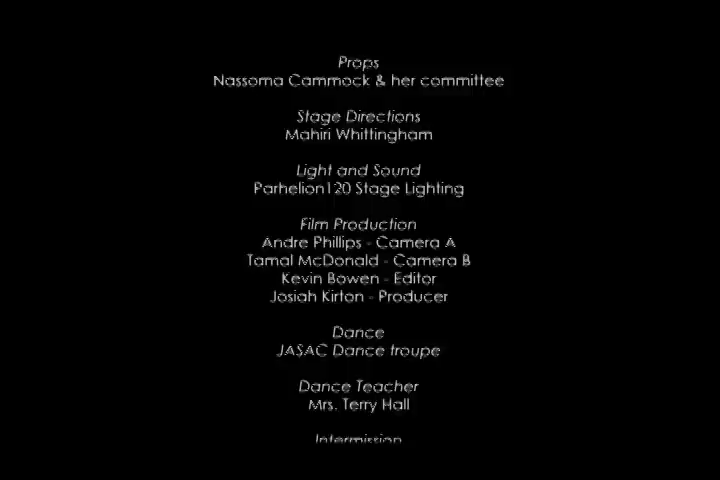 Props
Nassoma Cammock & her committee
Stage Directions
Mahiri Whittingham
Light and Sound
Parhelion120 Stage Lighting
Film Production
Andre Phillips - Camera A
Tamal McDonald - Camera B
Kevin Bowen - Editor
Josiah Kirton - Producer
Dance
JASAC Dance troupe
Dance Teacher
Mrs. Terry Hall
Intermission